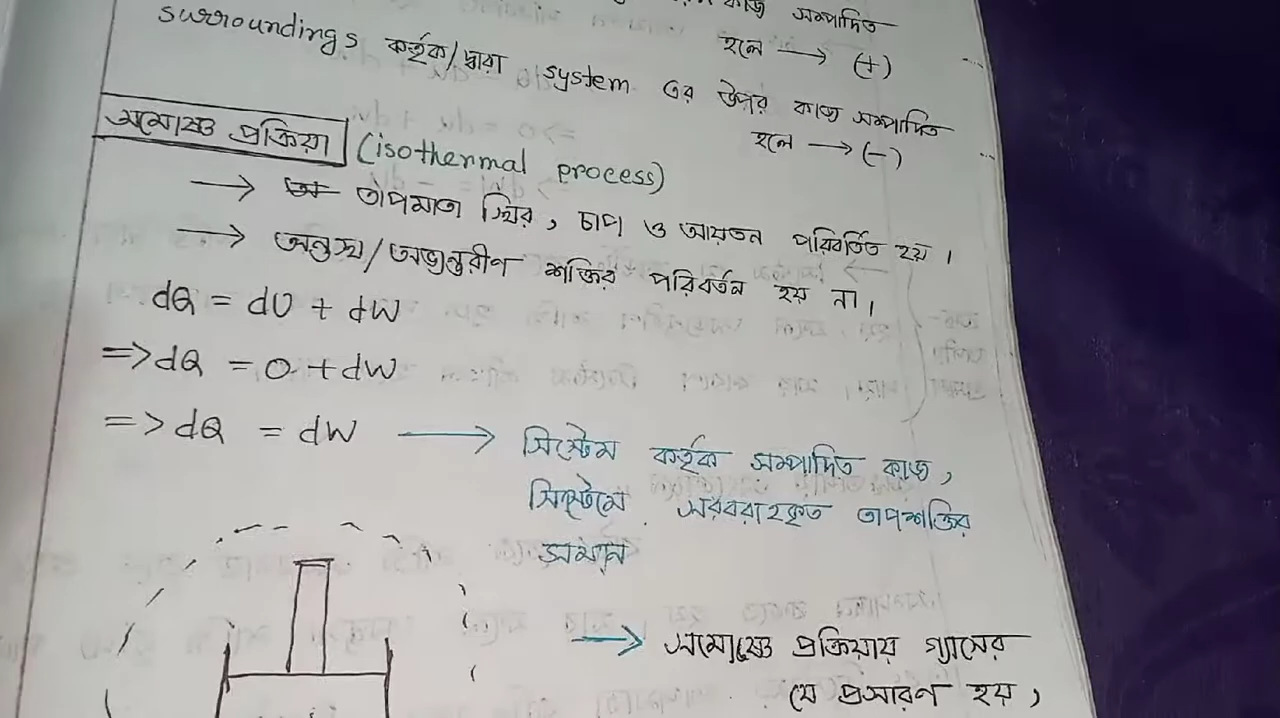 কাজ সম্পাদিত
হলে → (+)
surroundings কর্তৃক/দ্বারা system এর উপর কাজ সম্পাদিত
হলে → (-)
সমোষ্ণ প্রক্রিয়া (isothermal process)
→ তাপমাত্রা স্থির, চাপ ও আয়তন পরিবর্তিত হয়।
→ অন্তস্থ/অভ্যন্তরীণ শক্তির পরিবর্তন হয় না।
dQ = dU + dW
=> dQ = 0 + dW
=> dQ = dW → সিস্টেম কর্তৃক সম্পাদিত কাজ,
সিস্টেমে সরবরাহকৃত তাপশক্তির
সমান
→ সমোষ্ণ প্রক্রিয়ায় গ্যাসের
যে প্রসারণ হয়,